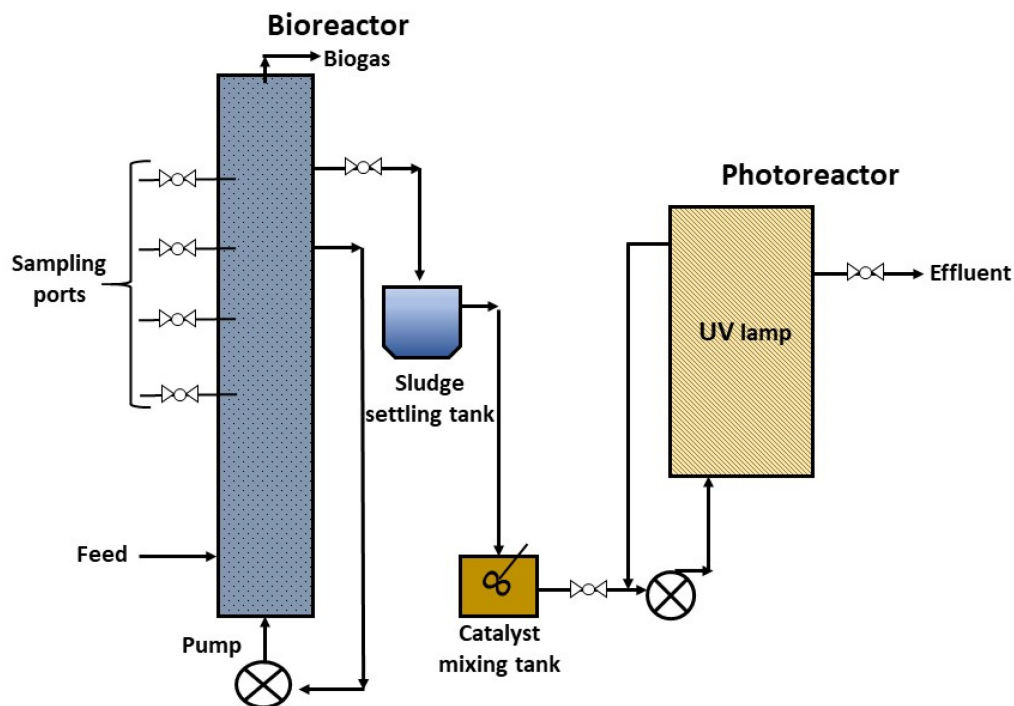 Bioreactor
Biogas
Photoreactor
Sampling
ports
Effluent
UV lamp
Sludge
settling tank
Feed
Pump
Catalyst
mixing tank